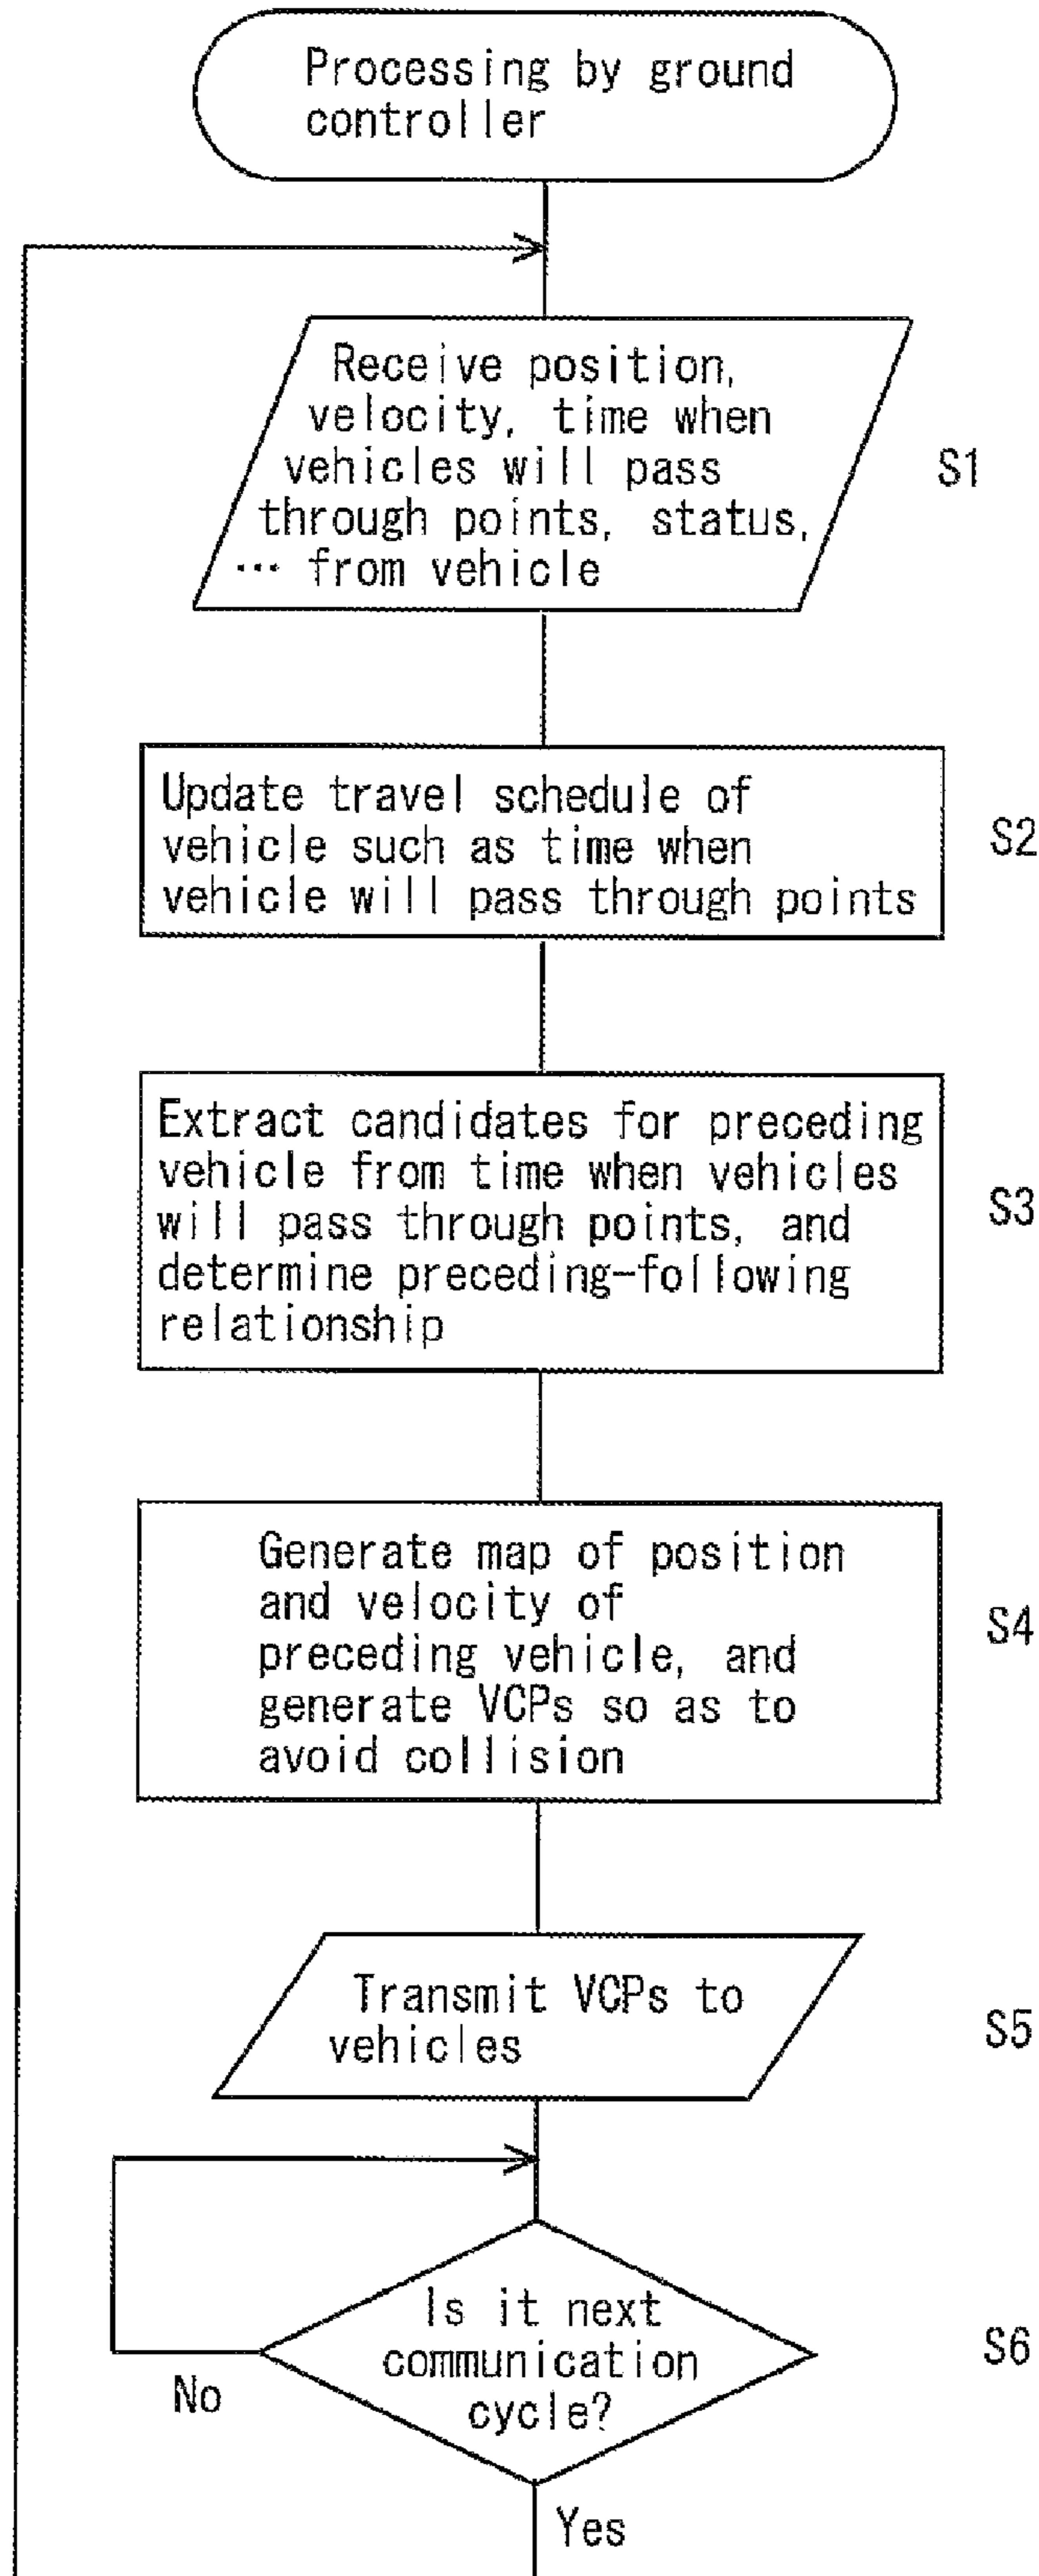 Processing by ground
controller
Receive position,
velocity, time when
vehicles will pass
through points, status,
… from vehicle
S1
Update travel schedule of
vehicle such as time when
vehicle will pass through points
S2
Extract candidates for preceding
vehicle from time when vehicles
will pass through points, and
determine preceding-following
relationship
S3
Generate map of position
and velocity of
preceding vehicle, and
generate VCPs so as to
avoid collision
S4
Transmit VCPs to
vehicles
S5
Is it next
communication
cycle?
S6
No
Yes